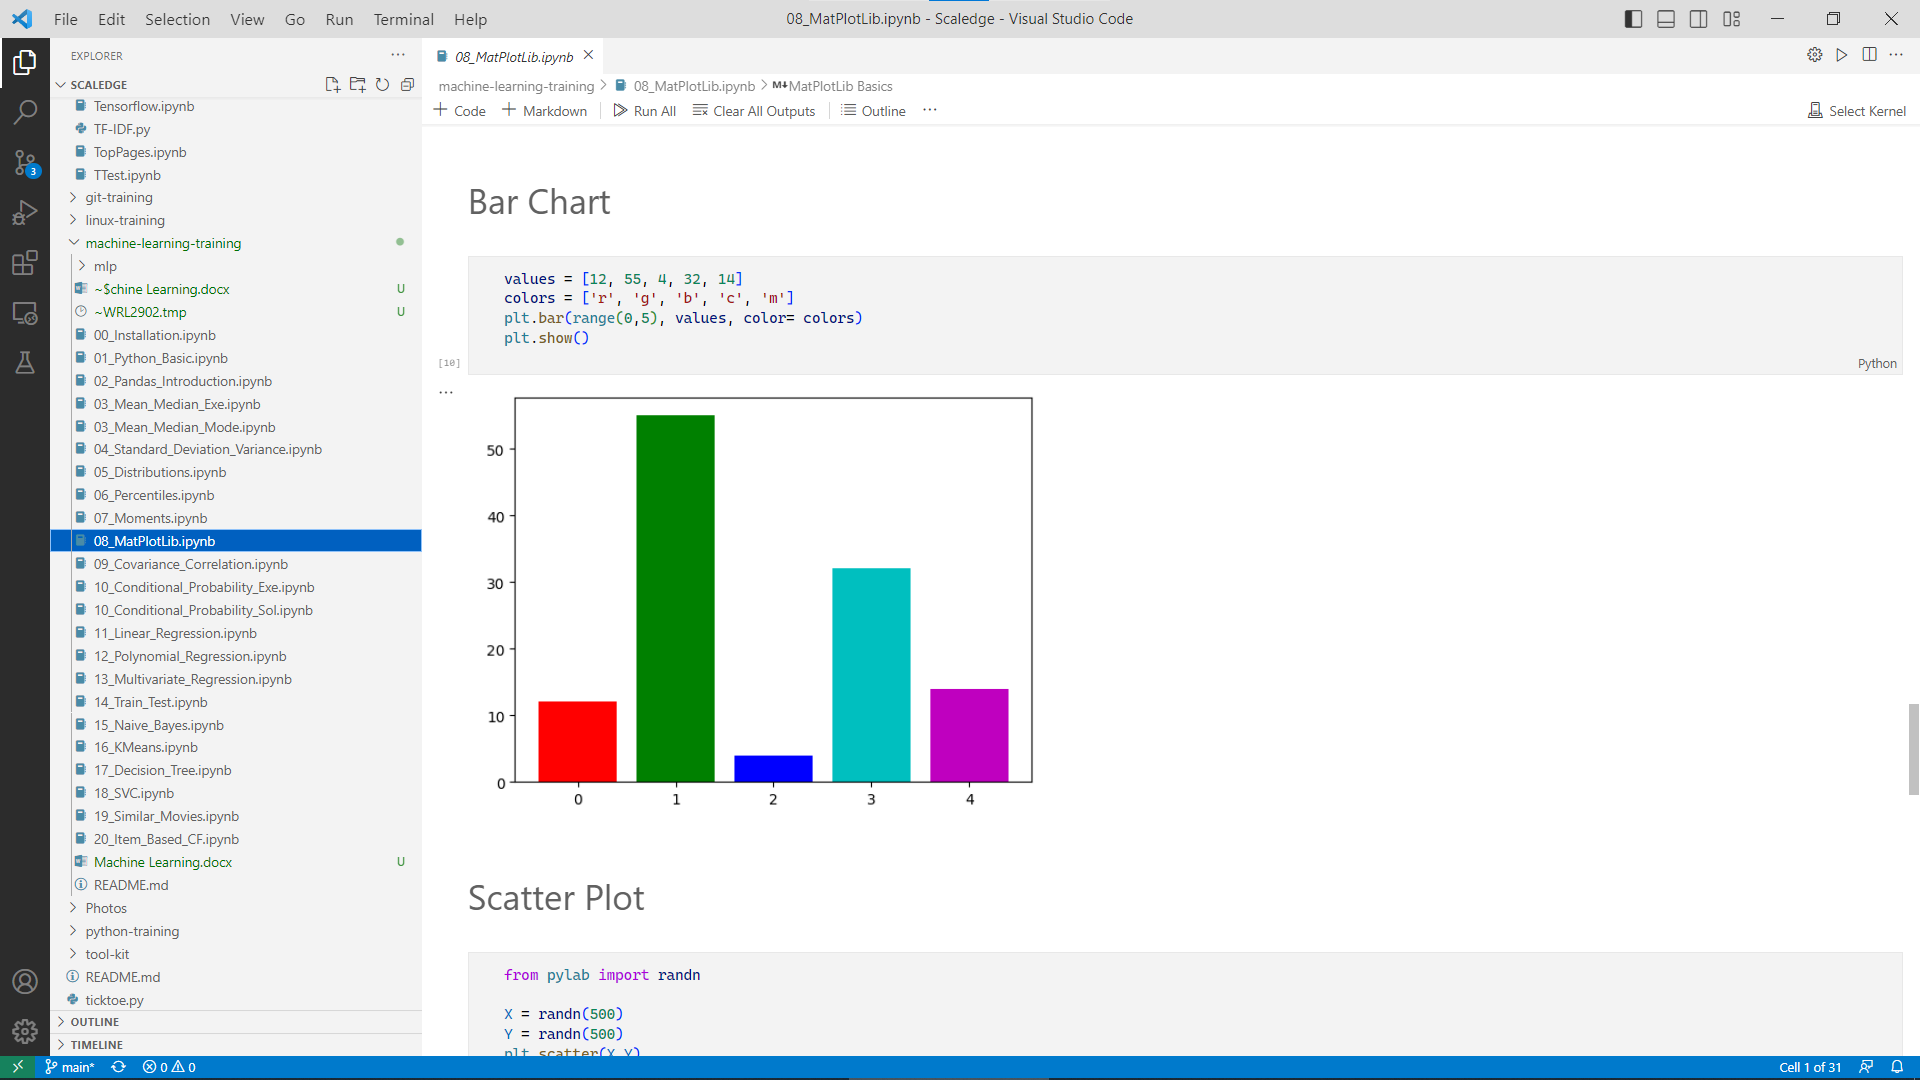 File Edit Selection View Go Run Terminal Help
08_MatPlotLib.ipynb - Scaledge - Visual Studio Code
EXPLORER
SCALEDGE
Tensorflow.ipynb
TF-IDF.py
TopPages.ipynb
TTest.ipynb
git-training
linux-training
machine-learning-training
mlp
~$chine Learning.docx U
~WRL2902.tmp U
00_Installation.ipynb
01_Python_Basic.ipynb
02_Pandas_Introduction.ipynb
03_Mean_Median_Exe.ipynb
03_Mean_Median_Mode.ipynb
04_Standard_Deviation_Variance.ipynb
05_Distributions.ipynb
06_Percentiles.ipynb
07_Moments.ipynb
08_MatPlotLib.ipynb
09_Covariance_Correlation.ipynb
10_Conditional_Probability_Exe.ipynb
10_Conditional_Probability_Sol.ipynb
11_Linear_Regression.ipynb
12_Polynomial_Regression.ipynb
13_Multivariate_Regression.ipynb
14_Train_Test.ipynb
15_Naive_Bayes.ipynb
16_KMeans.ipynb
17_Decision_Tree.ipynb
18_SVC.ipynb
19_Similar_Movies.ipynb
20_Item_Based_CF.ipynb
Machine Learning.docx U
README.md
Photos
python-training
tool-kit
README.md
ticktoe.py
OUTLINE
TIMELINE
3
08_MatPlotLib.ipynb
machine-learning-training > 08_MatPlotLib.ipynb > M↓MatPlotLib Basics
+ Code + Markdown Run All Clear All Outputs Outline ... Select Kernel
Bar Chart
values = [12, 55, 4, 32, 14]
colors = ['r', 'g', 'b', 'c', 'm']
plt.bar(range(0,5), values, color= colors)
plt.show()
[10]
Python
...
50
40
30
20
10
0
0 1 2 3 4
Scatter Plot
from pylab import randn
X = randn(500)
Y = randn(500)
plt.scatter(X,Y)
main* 0 0
Cell 1 of 31